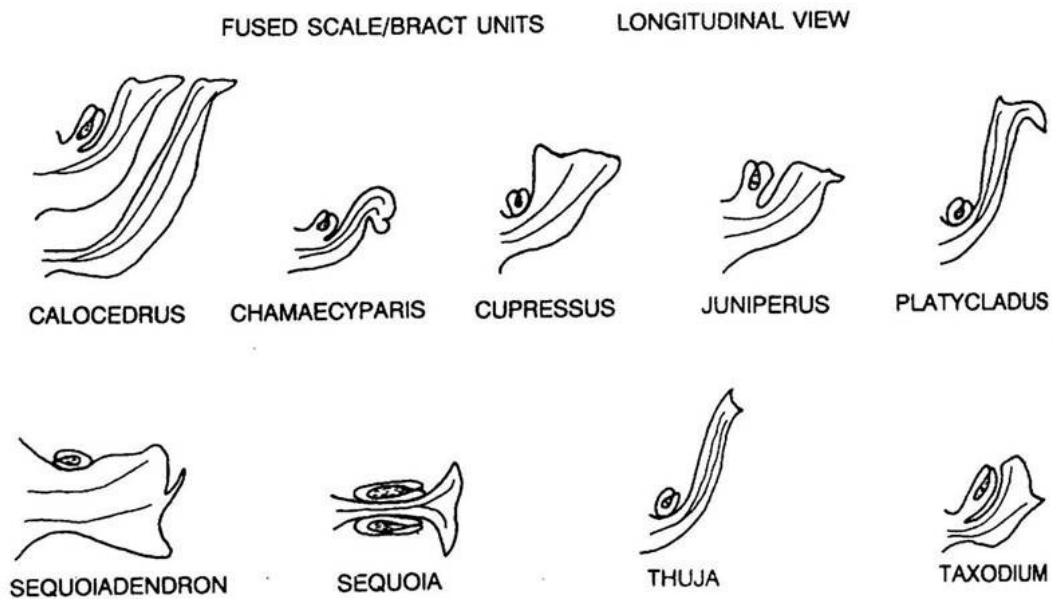 FUSED SCALE/BRACT UNITS LONGITUDINAL VIEW
CALOCEDRUS CHAMAECYPARIS CUPRESSUS JUNIPERUS PLATYCLADUS
SEQUOIADENDRON SEQUOIA THUJA TAXODIUM